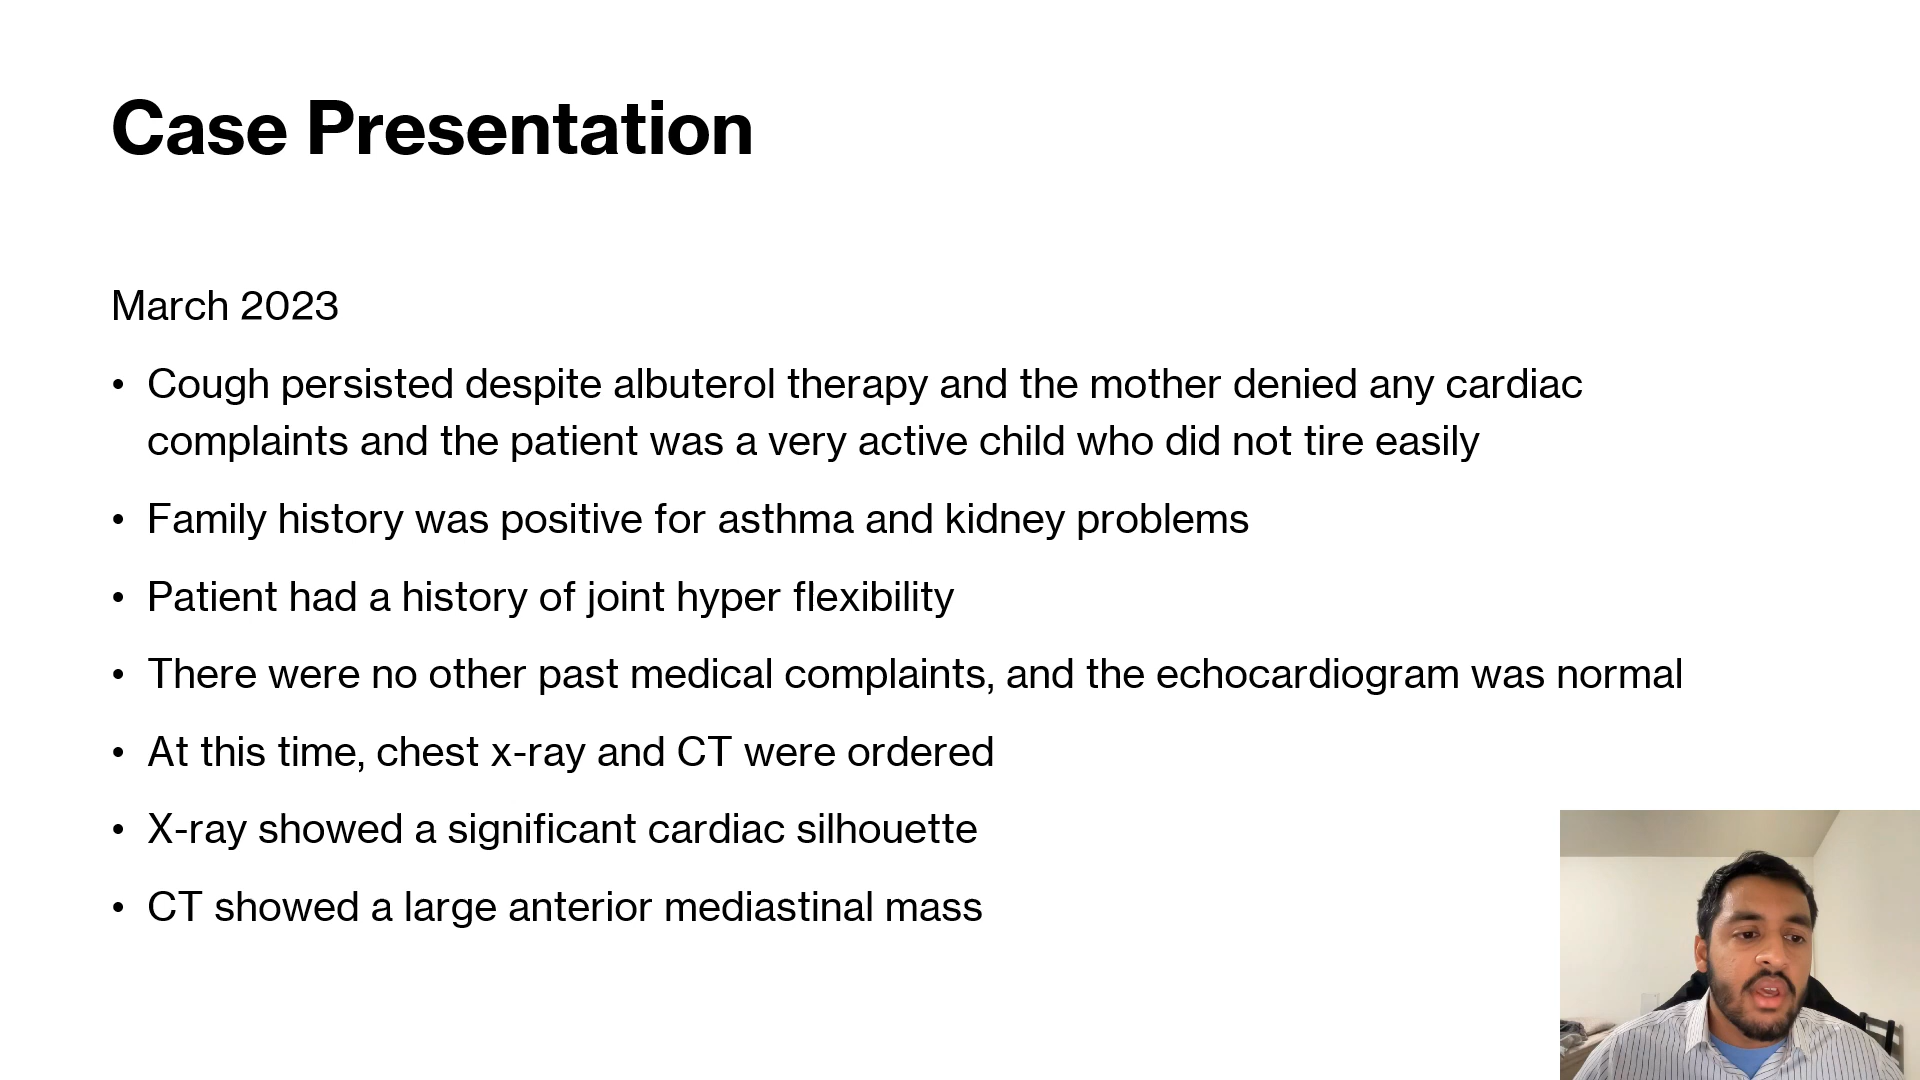 Case Presentation
March 2023
• Cough persisted despite albuterol therapy and the mother denied any cardiac
complaints and the patient was a very active child who did not tire easily
• Family history was positive for asthma and kidney problems
• Patient had a history of joint hyper flexibility
• There were no other past medical complaints, and the echocardiogram was normal
• At this time, chest x-ray and CT were ordered
• X-ray showed a significant cardiac silhouette
• CT showed a large anterior mediastinal mass